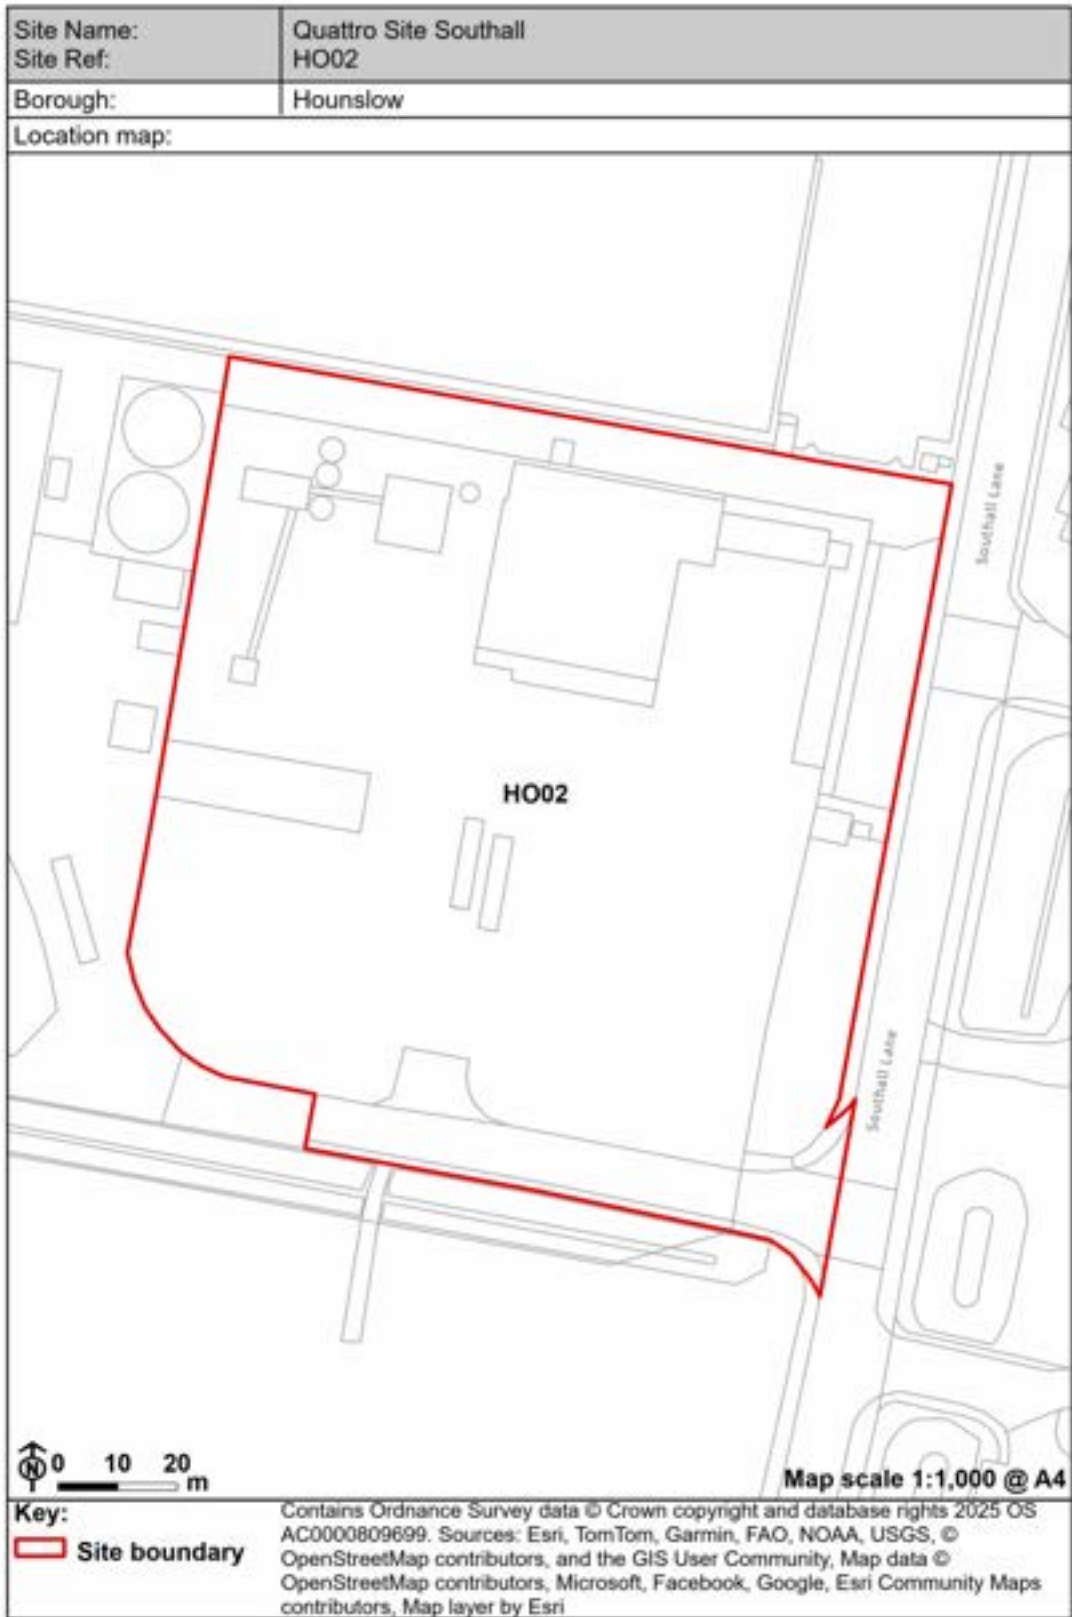 Site Name: Quattro Site Southall
Site Ref: HO02
Borough: Hounslow
Location map:
Southall Lane
HO02
Southall Lane
N 0 10 20 m
Map scale 1:1,000 @ A4
Key:
Site boundary
Contains Ordnance Survey data © Crown copyright and database rights 2025 OS
AC0000809699. Sources: Esri, TomTom, Garmin, FAO, NOAA, USGS, ©
OpenStreetMap contributors, and the GIS User Community, Map data ©
OpenStreetMap contributors, Microsoft, Facebook, Google, Esri Community Maps
contributors, Map layer by Esri